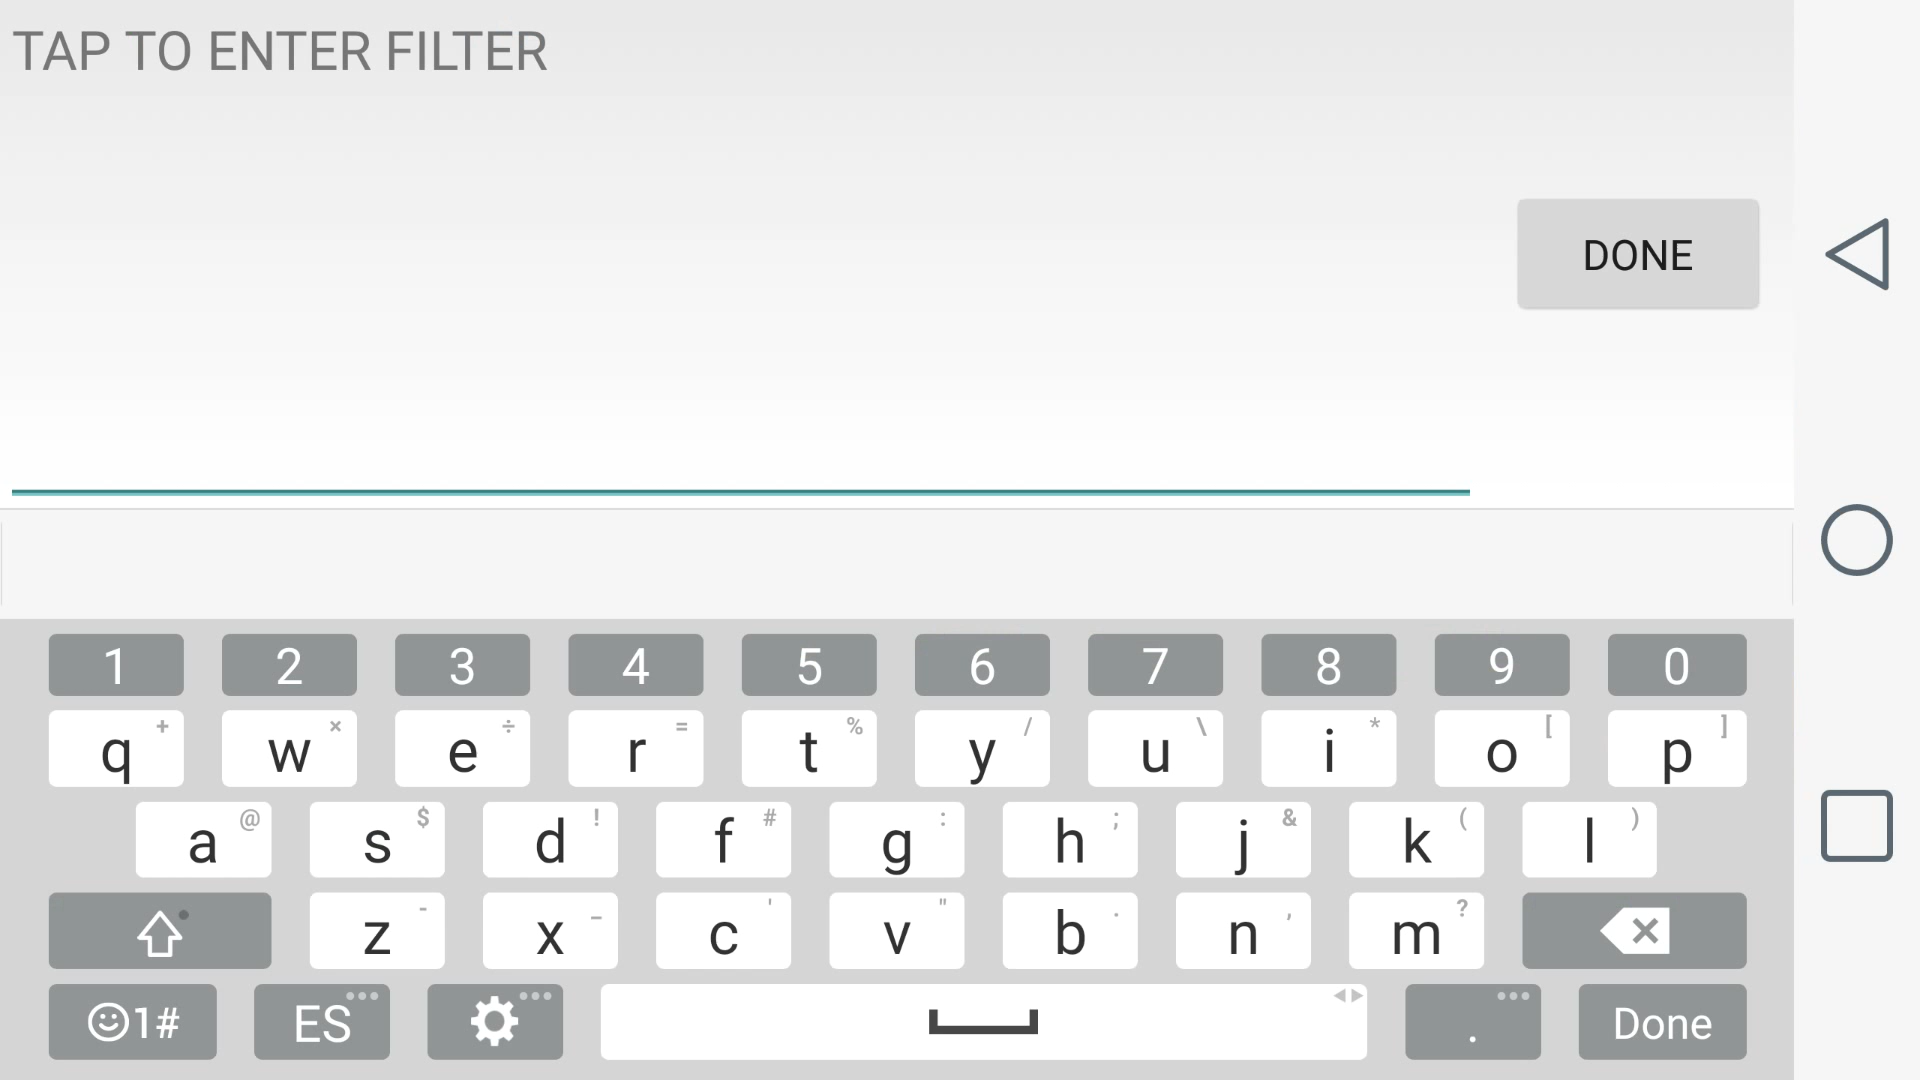 TAP TO ENTER FILTER
DONE
1 2 3 4 5 6 7 8 9 0
q + w × e ÷ r = t % y / u \ i * o [ p ]
a @ s $ d ! f # g : h ; j & k ( l )
z - x _ c ' v " b · n , m ?
1# ES . Done